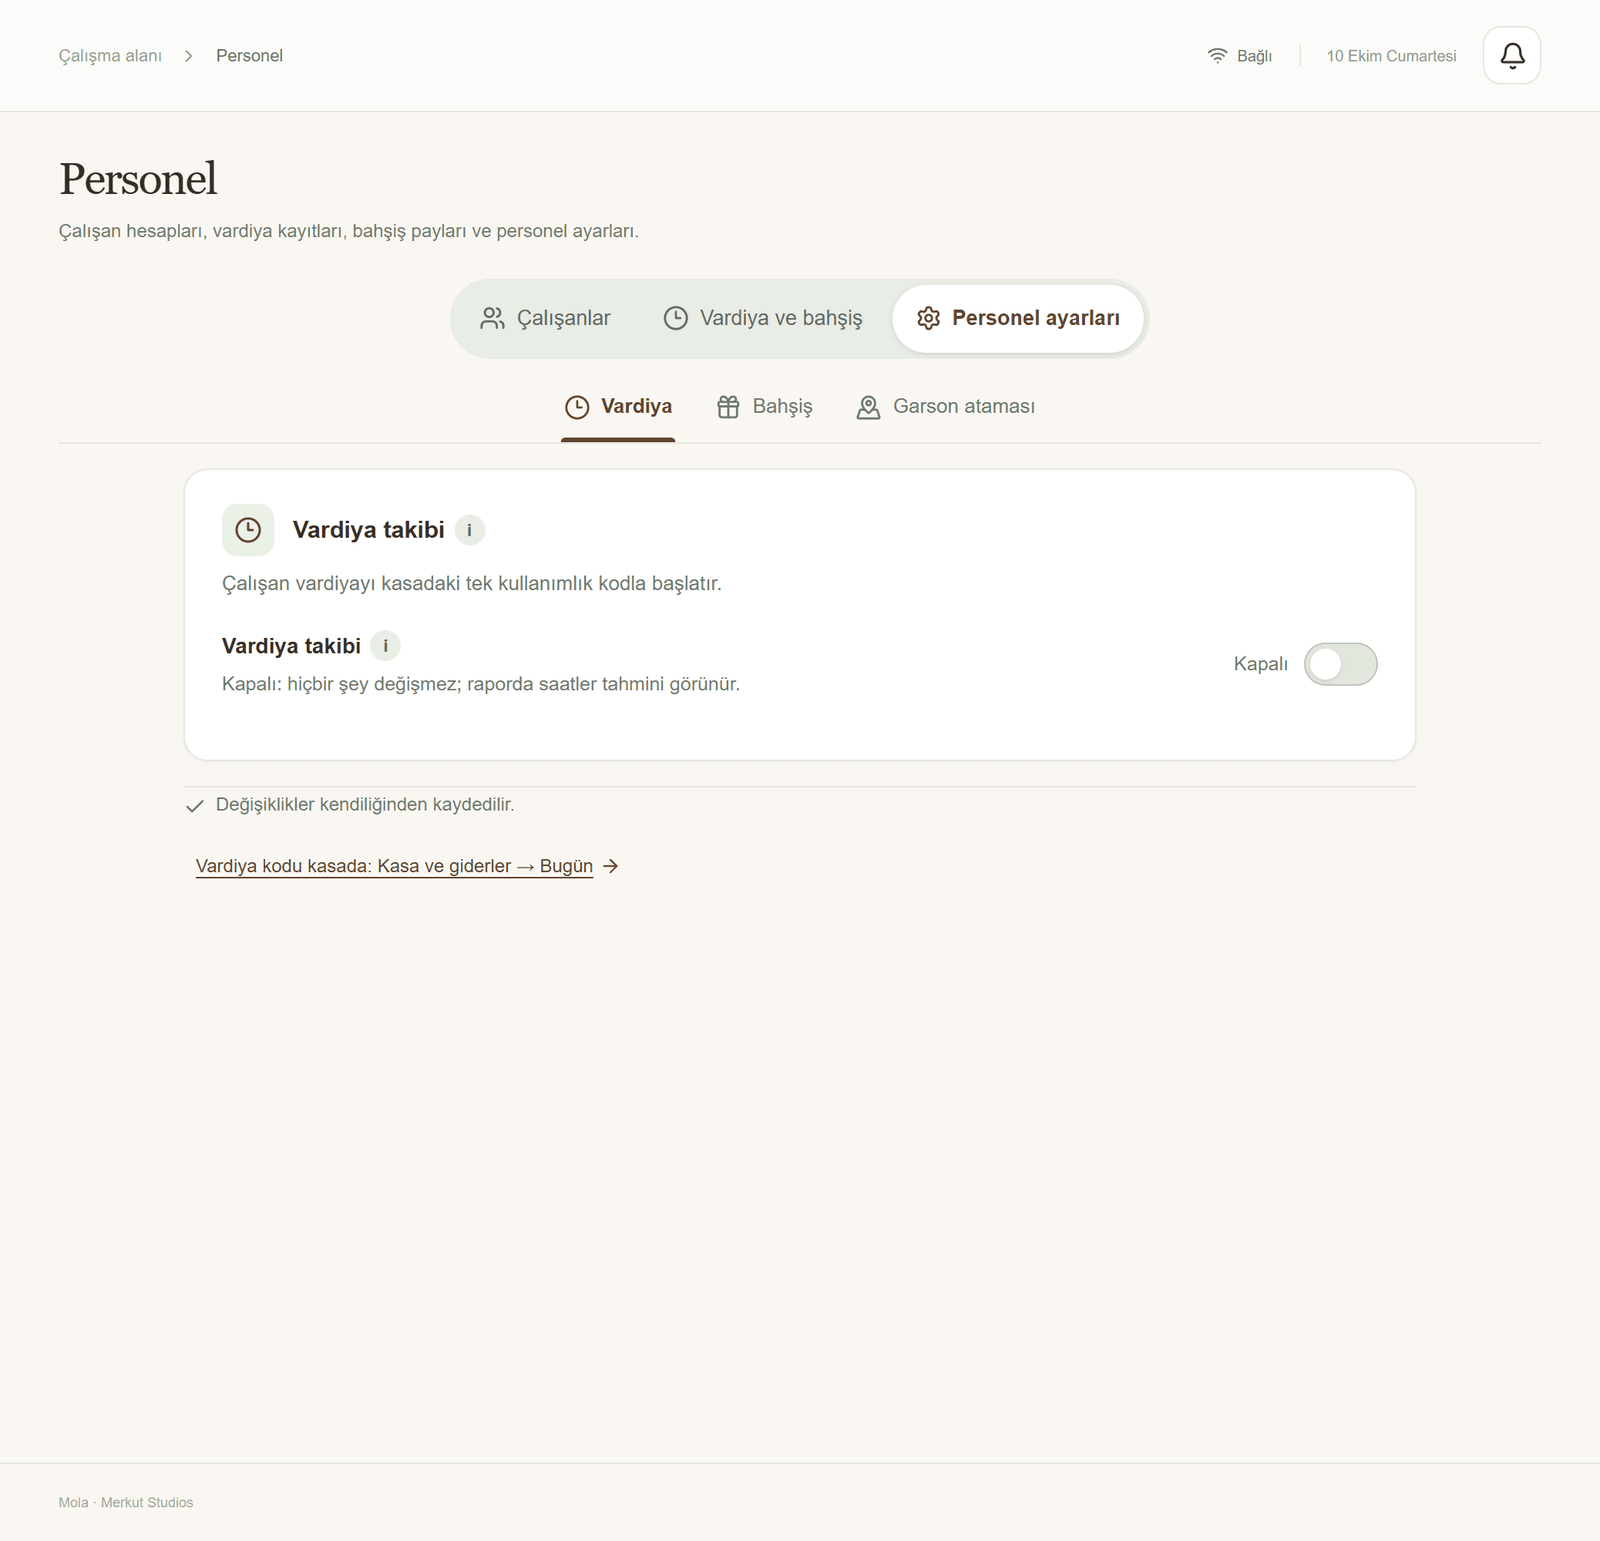 Çalışma alanı > Personel
Bağlı
10 Ekim Cumartesi
Personel
Çalışan hesapları, vardiya kayıtları, bahşiş payları ve personel ayarları.
Çalışanlar
Vardiya ve bahşiş
Personel ayarları
Vardiya
Bahşiş
Garson ataması
Vardiya takibi i
Çalışan vardiyayı kasadaki tek kullanımlık kodla başlatır.
Vardiya takibi i
Kapalı: hiçbir şey değişmez; raporda saatler tahmini görünür.
Kapalı
Değişiklikler kendiliğinden kaydedilir.
Vardiya kodu kasada: Kasa ve giderler → Bugün →
Mola · Merkut Studios